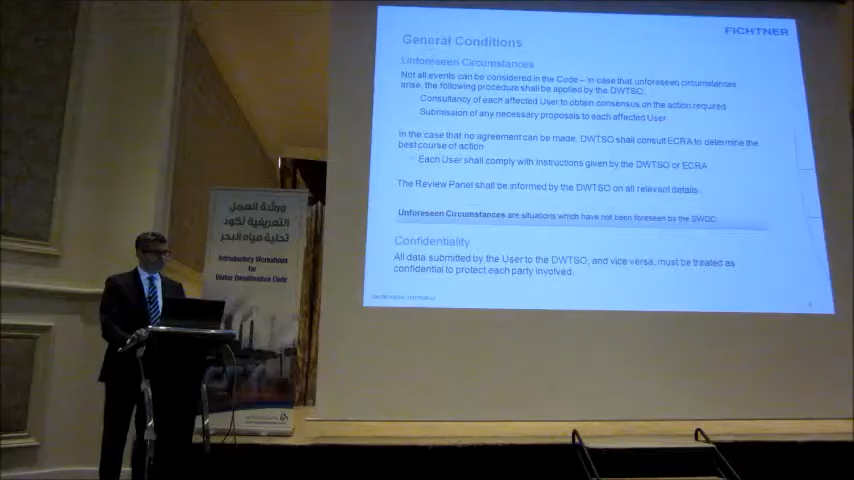 FICHTNER
General Conditions
Unforeseen Circumstances
Not all events can be considered in the Code – in case that unforeseen circumstances
arise, the following procedure shall be applied by the DWTSO:
Consultancy of each affected User to obtain consensus on the action required
Submission of any necessary proposals to each affected User
In the case that no agreement can be made, DWTSO shall consult ECRA to determine the
best course of action
Each User shall comply with instructions given by the DWTSO or ECRA
The Review Panel shall be informed by the DWTSO on all relevant details.
Unforeseen Circumstances are situations which have not been foreseen by the SWDC.
Confidentiality
All data submitted by the User to the DWTSO, and vice versa, must be treated as
confidential to protect each party involved.
ورشة العمل
التعريفية لكود
تحلية مياه البحر
Introductory Workshops
for
Water Desalination Code